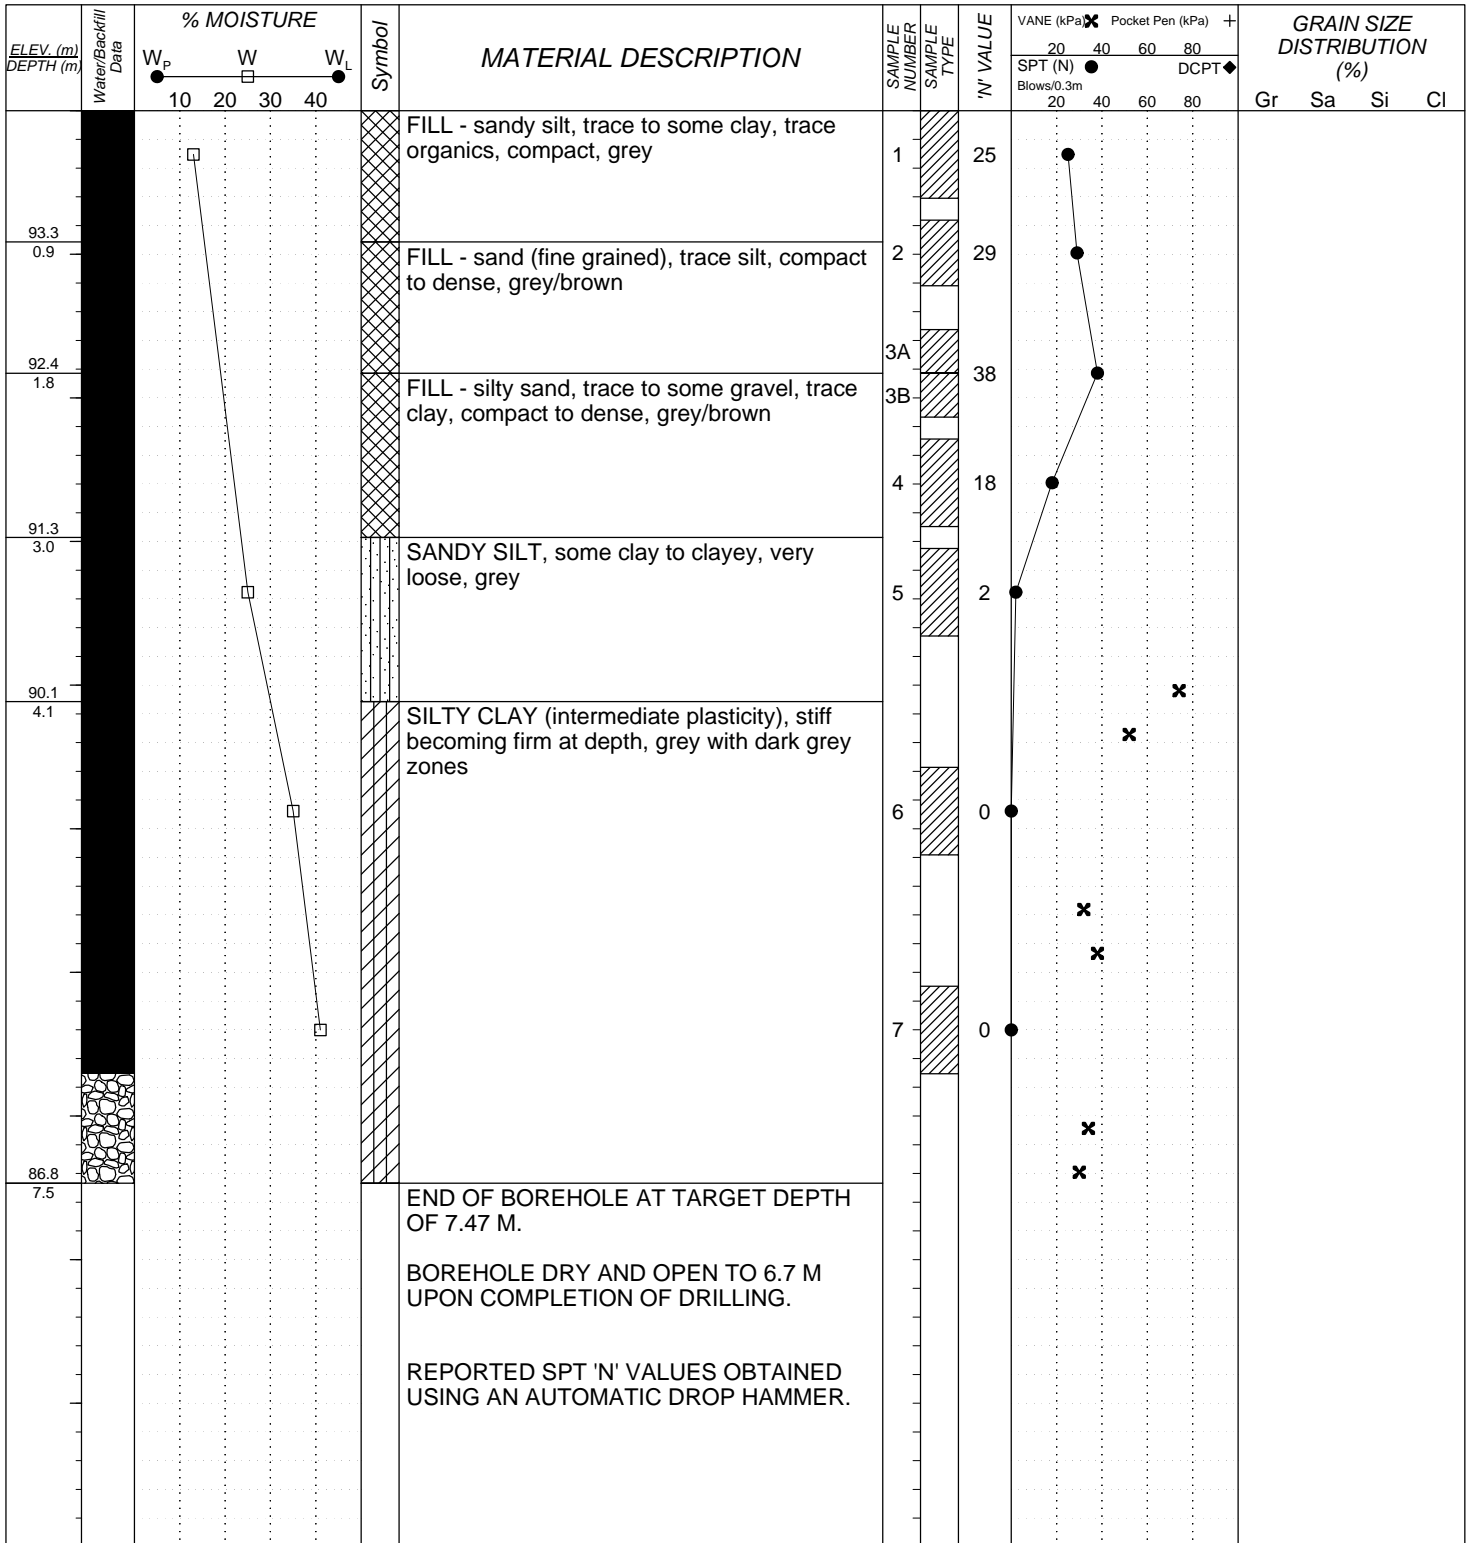 ELEV. (m)
DEPTH (m)
Water/Backfill
Data
% MOISTURE
WP W WL
10 20 30 40
Symbol
MATERIAL DESCRIPTION
SAMPLE
NUMBER
SAMPLE
TYPE
'N' VALUE
VANE (kPa) Pocket Pen (kPa)
20 40 60 80
SPT (N) DCPT
Blows/0.3m
20 40 60 80
GRAIN SIZE
DISTRIBUTION
(%)
Gr Sa Si Cl
FILL - sandy silt, trace to some clay, trace
organics, compact, grey
1 25
93.3
0.9
FILL - sand (fine grained), trace silt, compact
to dense, grey/brown
2 29
3A
92.4
1.8
38
FILL - silty sand, trace to some gravel, trace
clay, compact to dense, grey/brown
3B
4 18
91.3
3.0
SANDY SILT, some clay to clayey, very
loose, grey
5 2
90.1
4.1
SILTY CLAY (intermediate plasticity), stiff
becoming firm at depth, grey with dark grey
zones
6 0
7 0
86.8
7.5
END OF BOREHOLE AT TARGET DEPTH
OF 7.47 M.
BOREHOLE DRY AND OPEN TO 6.7 M
UPON COMPLETION OF DRILLING.
REPORTED SPT 'N' VALUES OBTAINED
USING AN AUTOMATIC DROP HAMMER.